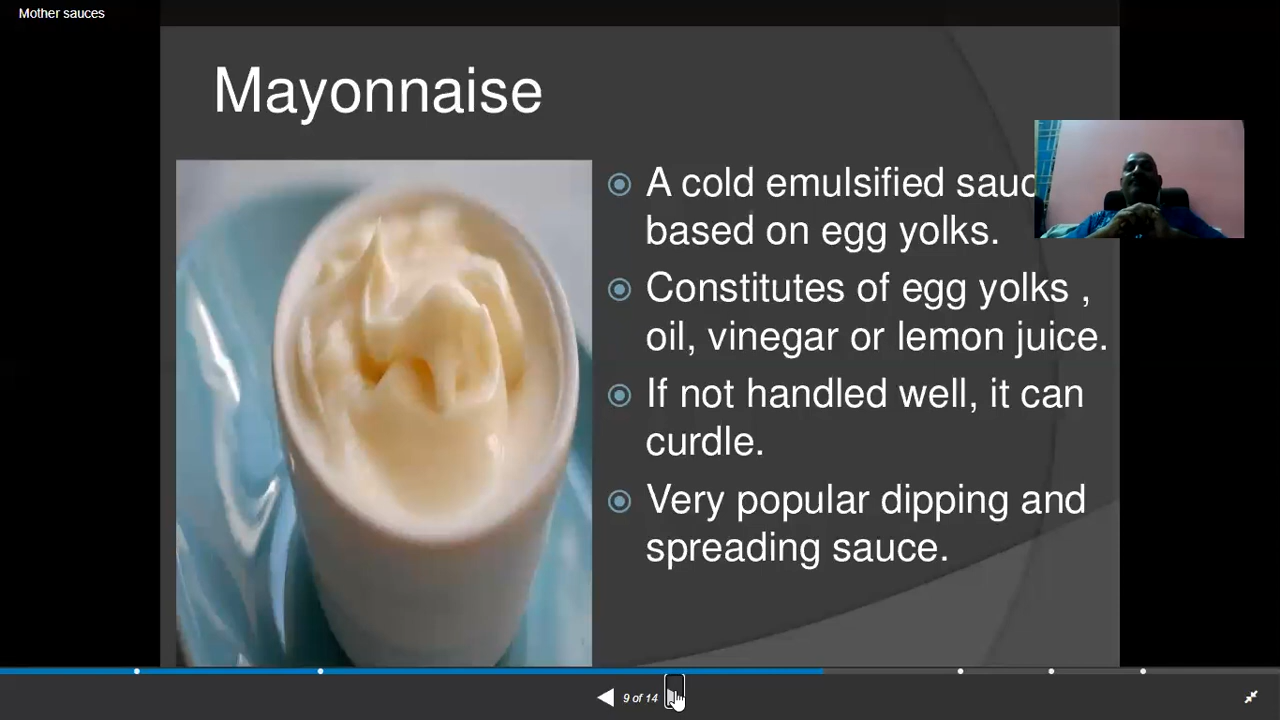 Mother sauces
Mayonnaise
A cold emulsified sauc
based on egg yolks.
Constitutes of egg yolks ,
oil, vinegar or lemon juice.
If not handled well, it can
curdle.
Very popular dipping and
spreading sauce.
9 of 14